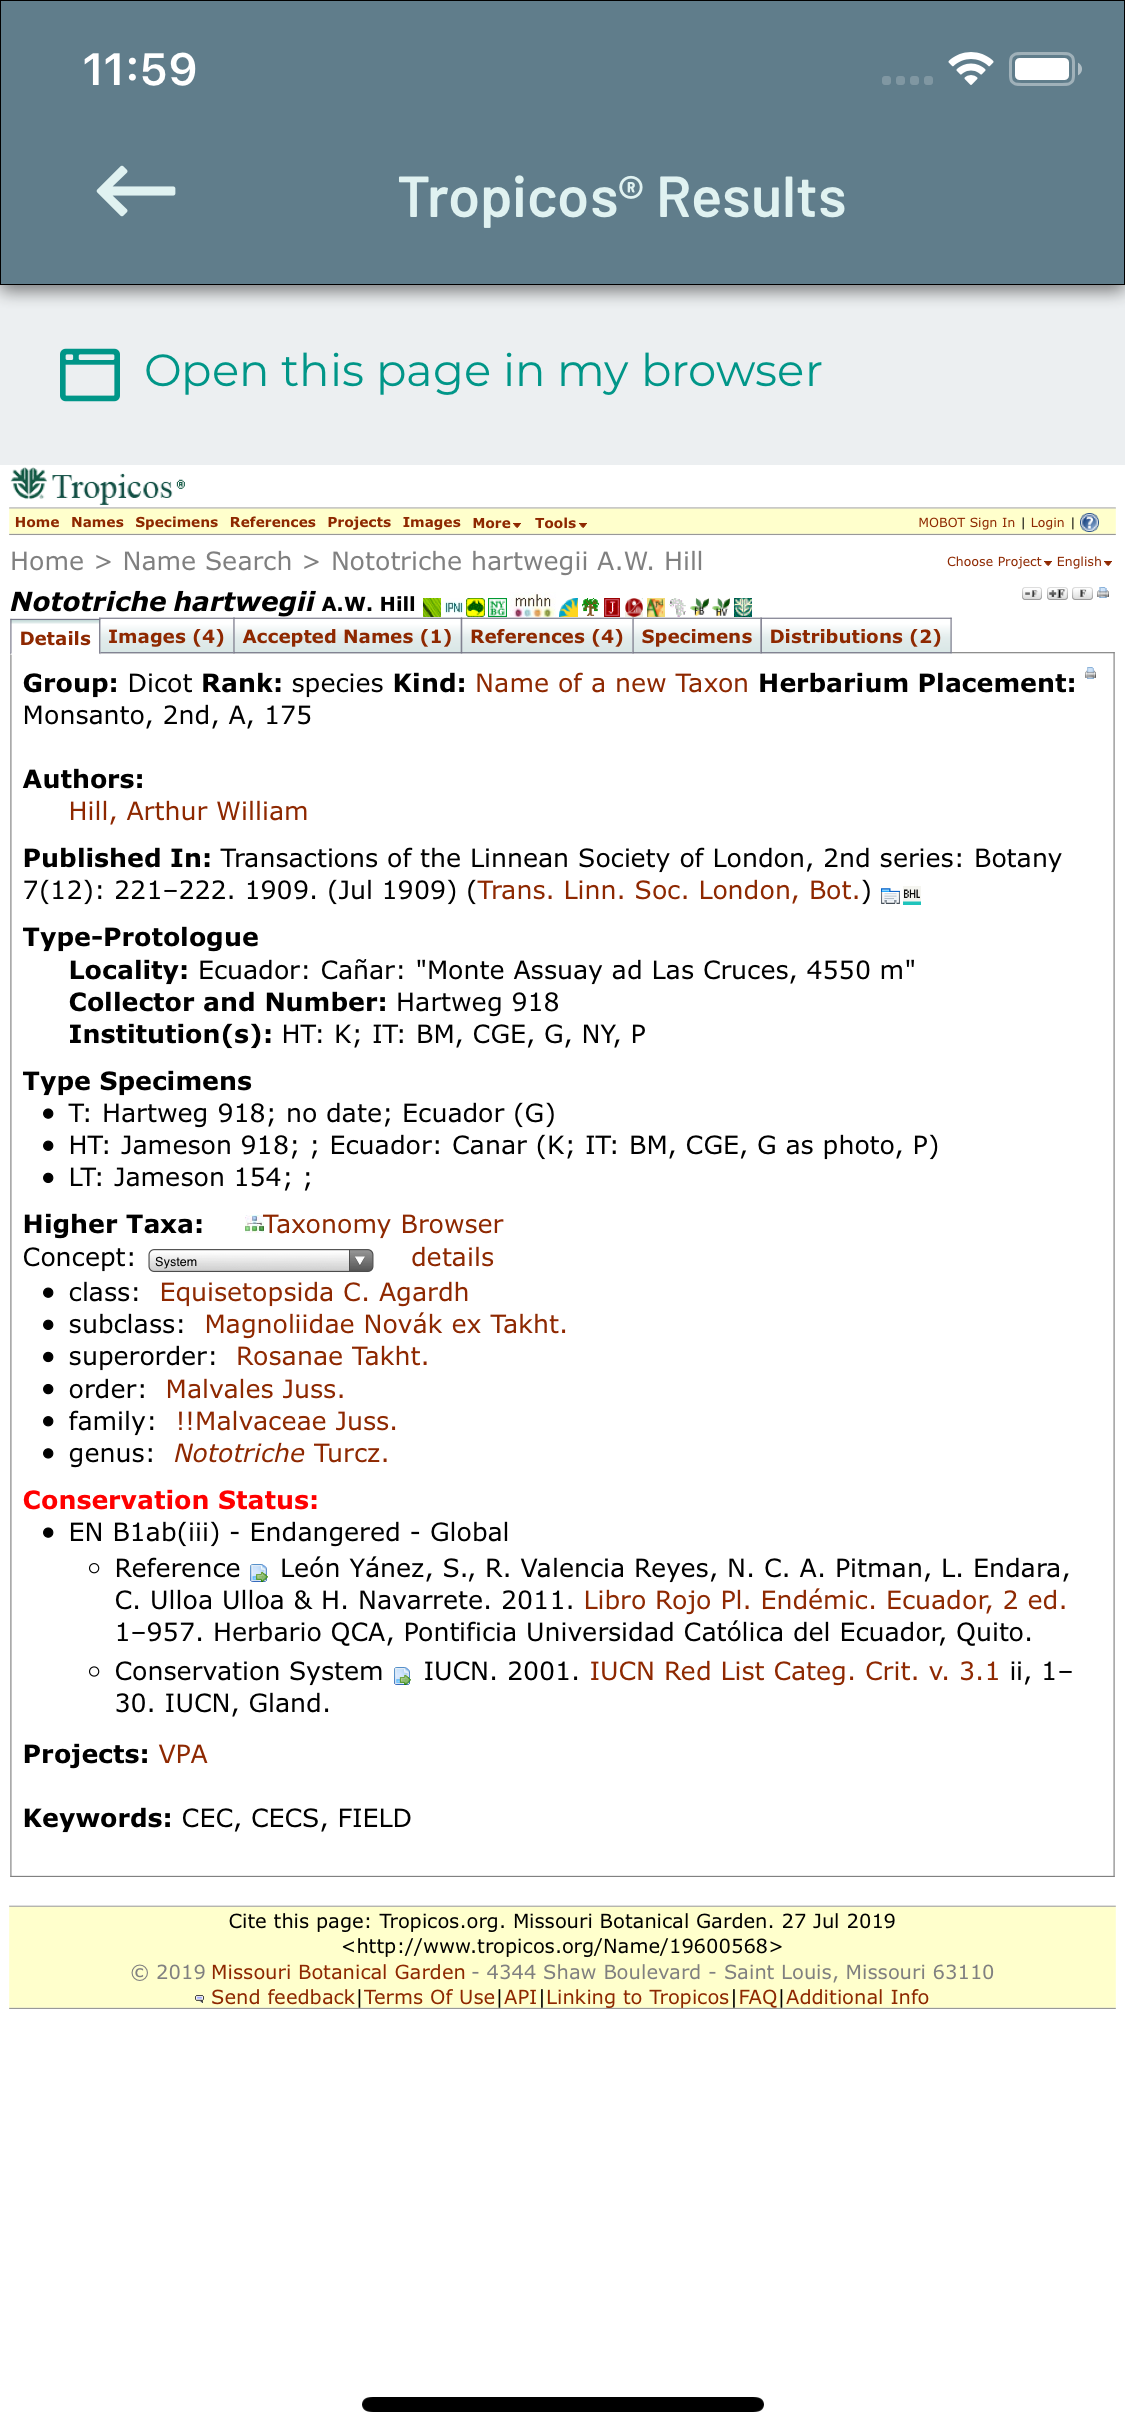 11:59
Tropicos® Results
Open this page in my browser
Tropicos®
Home Names Specimens References Projects Images More Tools MOBOT Sign In | Login | ?
Home > Name Search > Nototriche hartwegii A.W. Hill Choose Project English
Nototriche hartwegii A.W. Hill IPNI NY BG mnhn J FB HV -F +F F
Details Images (4) Accepted Names (1) References (4) Specimens Distributions (2)
Group: Dicot Rank: species Kind: Name of a new Taxon Herbarium Placement:
Monsanto, 2nd, A, 175
Authors:
Hill, Arthur William
Published In: Transactions of the Linnean Society of London, 2nd series: Botany
7(12): 221–222. 1909. (Jul 1909) (Trans. Linn. Soc. London, Bot.) BHL
Type-Protologue
Locality: Ecuador: Cañar: "Monte Assuay ad Las Cruces, 4550 m"
Collector and Number: Hartweg 918
Institution(s): HT: K; IT: BM, CGE, G, NY, P
Type Specimens
• T: Hartweg 918; no date; Ecuador (G)
• HT: Jameson 918; ; Ecuador: Canar (K; IT: BM, CGE, G as photo, P)
• LT: Jameson 154; ;
Higher Taxa: Taxonomy Browser
Concept: System details
• class: Equisetopsida C. Agardh
• subclass: Magnoliidae Novák ex Takht.
• superorder: Rosanae Takht.
• order: Malvales Juss.
• family: !!Malvaceae Juss.
• genus: Nototriche Turcz.
Conservation Status:
• EN B1ab(iii) - Endangered - Global
○ Reference León Yánez, S., R. Valencia Reyes, N. C. A. Pitman, L. Endara,
C. Ulloa Ulloa & H. Navarrete. 2011. Libro Rojo Pl. Endémic. Ecuador, 2 ed.
1–957. Herbario QCA, Pontificia Universidad Católica del Ecuador, Quito.
○ Conservation System IUCN. 2001. IUCN Red List Categ. Crit. v. 3.1 ii, 1–
30. IUCN, Gland.
Projects: VPA
Keywords: CEC, CECS, FIELD
Cite this page: Tropicos.org. Missouri Botanical Garden. 27 Jul 2019
<http://www.tropicos.org/Name/19600568>
© 2019 Missouri Botanical Garden - 4344 Shaw Boulevard - Saint Louis, Missouri 63110
Send feedback|Terms Of Use|API|Linking to Tropicos|FAQ|Additional Info